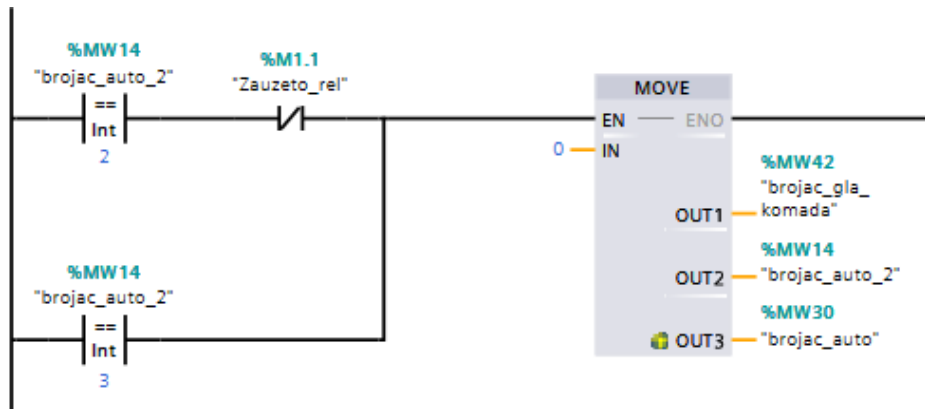 %MW14
"brojac_auto_2"
==
Int
2
%M1.1
"Zauzeto_rel"
MOVE
EN
ENO
0
IN
%MW42
"brojac_gla_
komada"
OUT1
%MW14
"brojac_auto_2"
OUT2
%MW30
"brojac_auto"
OUT3
%MW14
"brojac_auto_2"
==
Int
3